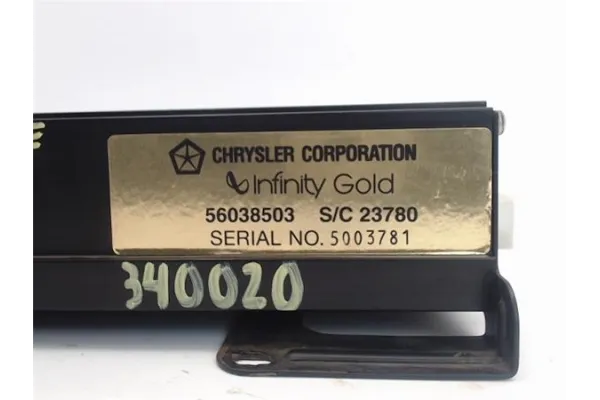 CHRYSLER CORPORATION
Infinity Gold
56038503 S/C 23780
SERIAL NO. 5003781
340020